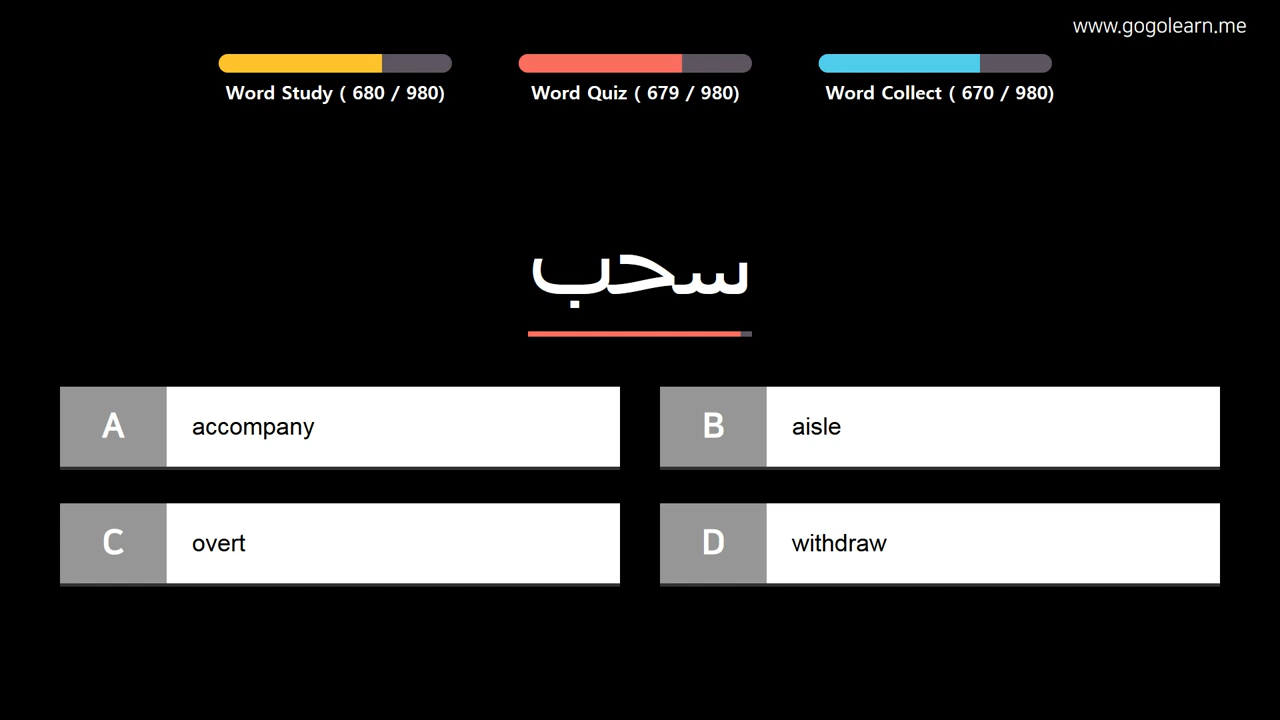 www.gogolearn.me
Word Study ( 680 / 980)
Word Quiz ( 679 / 980)
Word Collect ( 670 / 980)
سحب
A accompany
B aisle
C overt
D withdraw